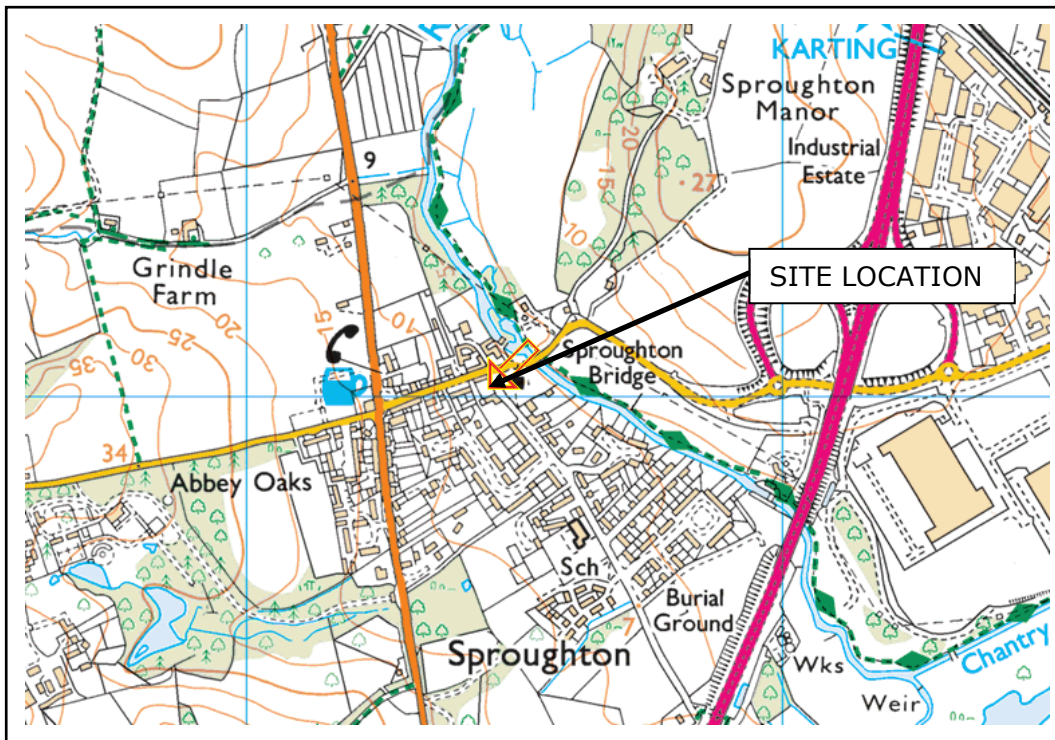 KARTING
Sproughton
Manor
Industrial
Estate
9
20
15
27
10
Grindle
Farm
SITE LOCATION
5
15
10
20
25
30
35
Sproughton
Bridge
34
Abbey Oaks
Sch
Burial
Ground
7
Sproughton
Wks
Weir
Chantry